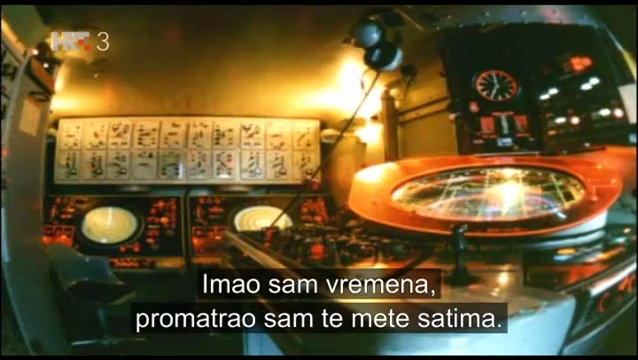 HRT 3
Imao sam vremena,
promatrao sam te mete satima.